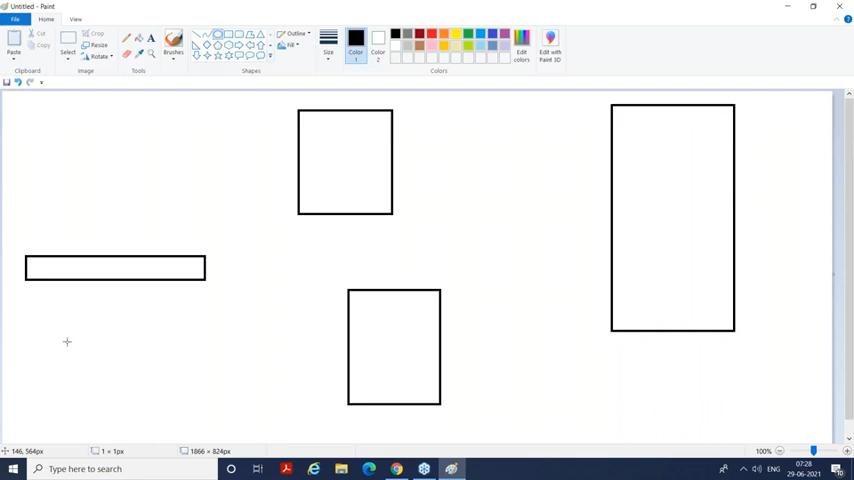 Untitled - Paint
File Home View
Paste
Cut
Copy
Clipboard
Select
Crop
Resize
Rotate
Image
A
Tools
Brushes
Outline
Fill
Shapes
Size
Color 1
Color 2
Edit colors
Colors
Edit with Paint 3D
146, 564px
1 × 1px
1866 × 824px
100%
Type here to search
ENG
07:28
29-06-2021
10